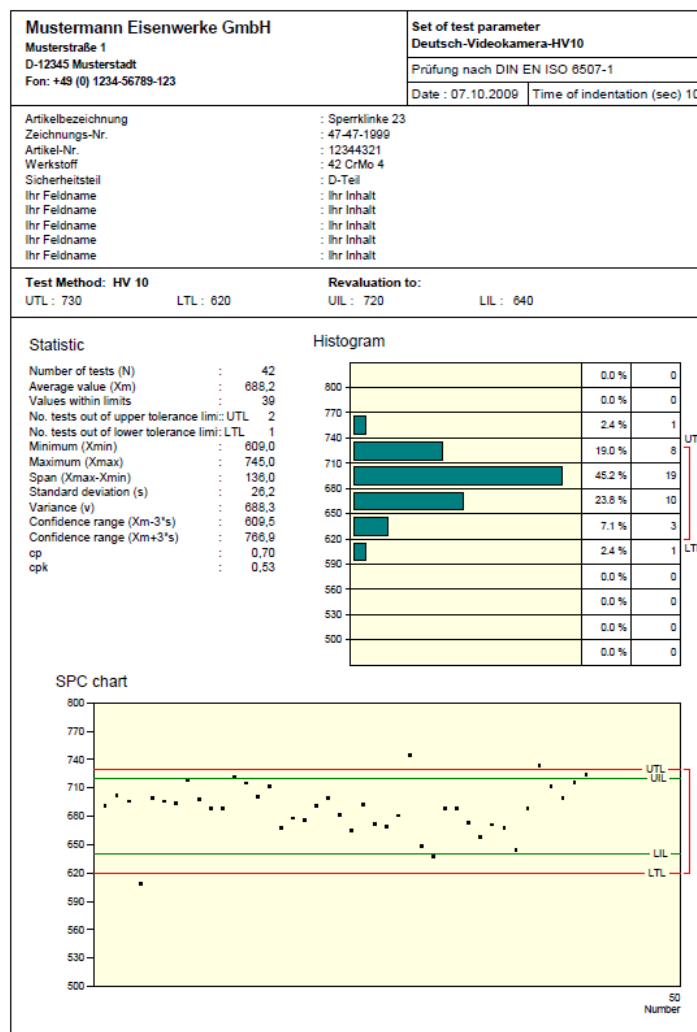 Mustermann Eisenwerke GmbH
Musterstraße 1
D-12345 Musterstadt
Fon: +49 (0) 1234-56789-123
Set of test parameter
Deutsch-Videokamera-HV10
Prüfung nach DIN EN ISO 6507-1
Date : 07.10.2009 Time of indentation (sec) 10
Artikelbezeichnung : Sperrklinke 23
Zeichnungs-Nr. : 47-47-1999
Artikel-Nr. : 12344321
Werkstoff : 42 CrMo 4
Sicherheitsteil : D-Teil
Ihr Feldname : Ihr Inhalt
Ihr Feldname : Ihr Inhalt
Ihr Feldname : Ihr Inhalt
Ihr Feldname : Ihr Inhalt
Ihr Feldname : Ihr Inhalt
Test Method: HV 10 Revaluation to:
UTL : 730 LTL : 620 UIL : 720 LIL : 640
Statistic
Number of tests (N) : 42
Average value (Xm) : 688,2
Values within limits : 39
No. tests out of upper tolerance limi:: UTL 2
No. tests out of lower tolerance limi: LTL 1
Minimum (Xmin) : 609,0
Maximum (Xmax) : 745,0
Span (Xmax-Xmin) : 136,0
Standard deviation (s) : 26,2
Variance (v) : 688,3
Confidence range (Xm-3*s) : 609,5
Confidence range (Xm+3*s) : 766,9
cp : 0,70
cpk : 0,53
Histogram
0.0 % 0
800
0.0 % 0
770
2.4 % 1
740
UT
19.0 % 8
710
45.2 % 19
680
23.8 % 10
650
7.1 % 3
620
LT
2.4 % 1
590
0.0 % 0
560
0.0 % 0
530
0.0 % 0
500
0.0 % 0
SPC chart
800
770
740
UTL
UIL
710
680
650
LIL
LTL
620
590
560
530
500
50
Number